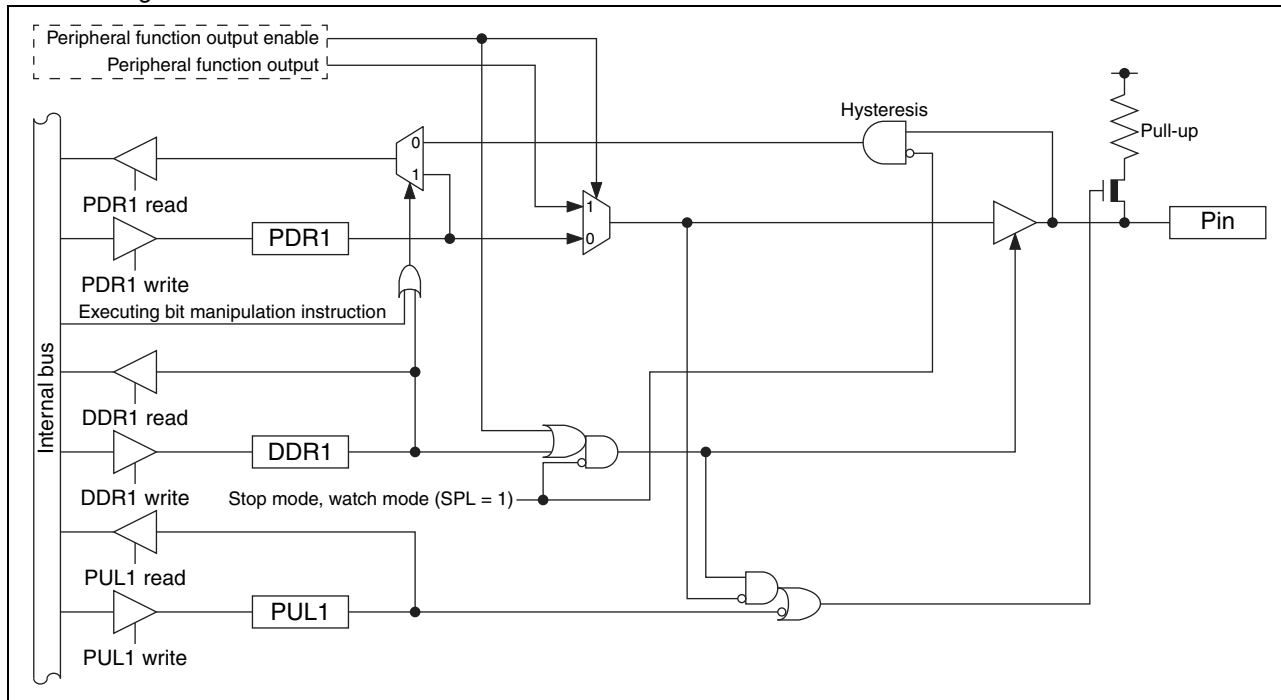 Peripheral function output enable
Peripheral function output
Hysteresis
Pull-up
0
1
PDR1 read
1
0
PDR1
Pin
PDR1 write
Executing bit manipulation instruction
Internal bus
DDR1 read
DDR1
DDR1 write
Stop mode, watch mode (SPL = 1)
PUL1 read
PUL1
PUL1 write